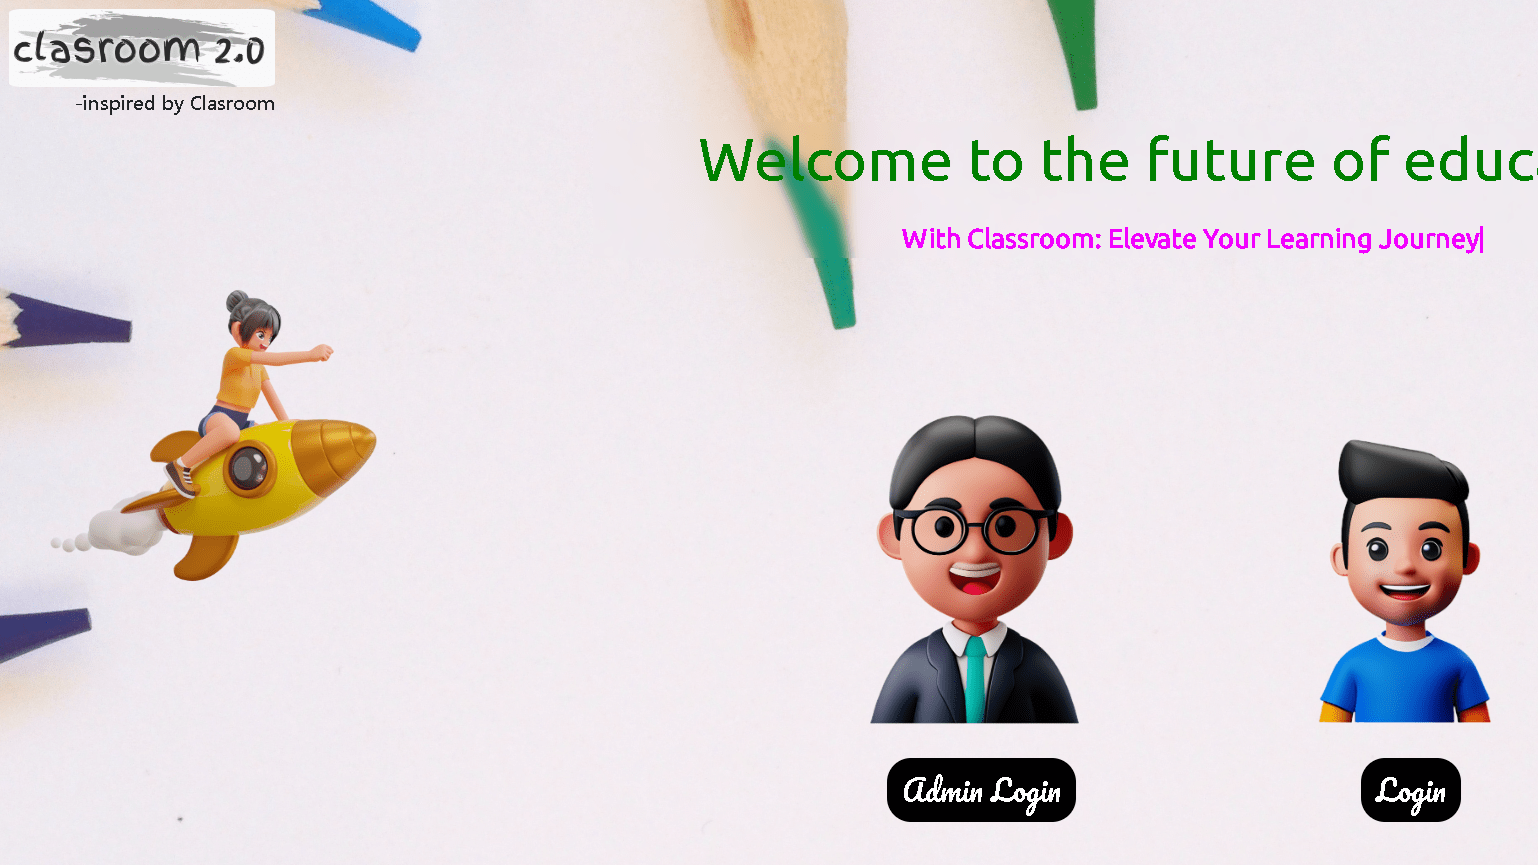 clasroom 2.0
-inspired by Clasroom
Welcome to the future of educ
With Classroom: Elevate Your Learning Journey|
Admin Login
Login